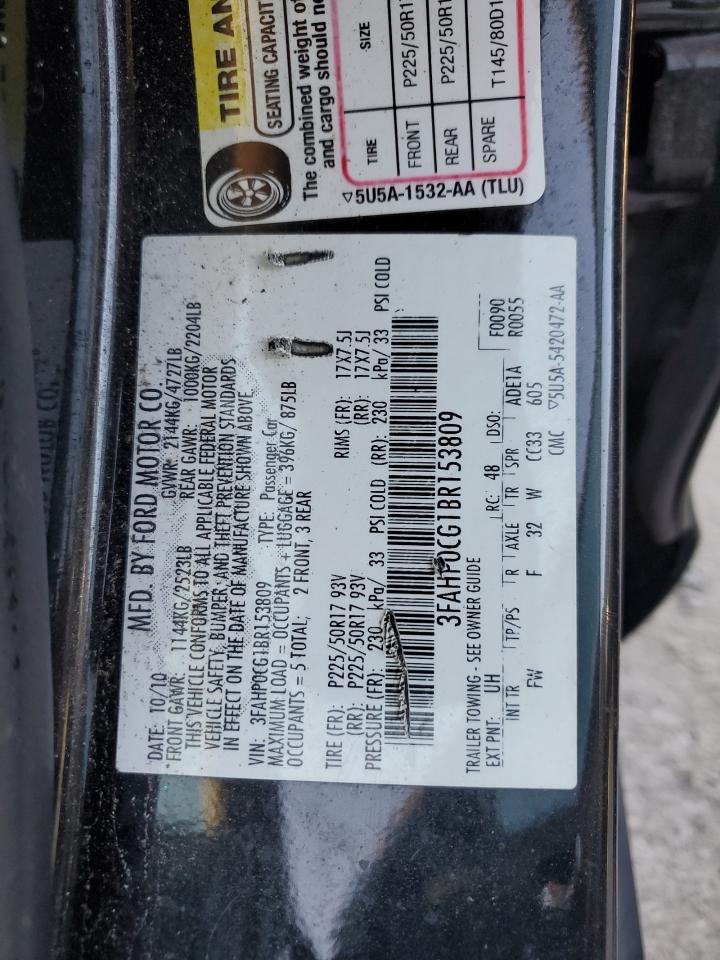 TIRE AN
SEATING CAPACIT
The combined weight of
and cargo should ne
TIRE SIZE
FRONT P225/50R17
REAR P225/50R1
SPARE T145/80D1
▽5U5A-1532-AA (TLU)
MFD. BY FORD MOTOR CO.
DATE: 10/10 GVWR: 2144KG/4727LB
FRONT GAWR: 1144KG/2523LB REAR GAWR: 1000KG/2204LB
THIS VEHICLE CONFORMS TO ALL APPLICABLE FEDERAL MOTOR
VEHICLE SAFETY, BUMPER, AND THEFT PREVENTION STANDARDS
IN EFFECT ON THE DATE OF MANUFACTURE SHOWN ABOVE.
VIN: 3FAHP0CG1BR153809 TYPE: Passenger Car
MAXIMUM LOAD = OCCUPANTS + LUGGAGE = 396KG/ 875LB
OCCUPANTS = 5 TOTAL; 2 FRONT, 3 REAR
TIRE (FR): P225/50R17 93V RIMS (FR): 17X7.5J
(RR): P225/50R17 93V (RR): 17X7.5J
PRESSURE (FR): 230 kPa/ 33 PSI COLD (RR): 230 kPa/ 33 PSI COLD
3FAHP0CG1BR153809
TRAILER TOWING - SEE OWNER GUIDE F0090
EXT PNT: UH RC: 48 DSO: R0055
INT TR TP/PS R AXLE TR SPR ADE1A
FW F 32 W CC33 605
CMC ▽5U5A-5420472-AA